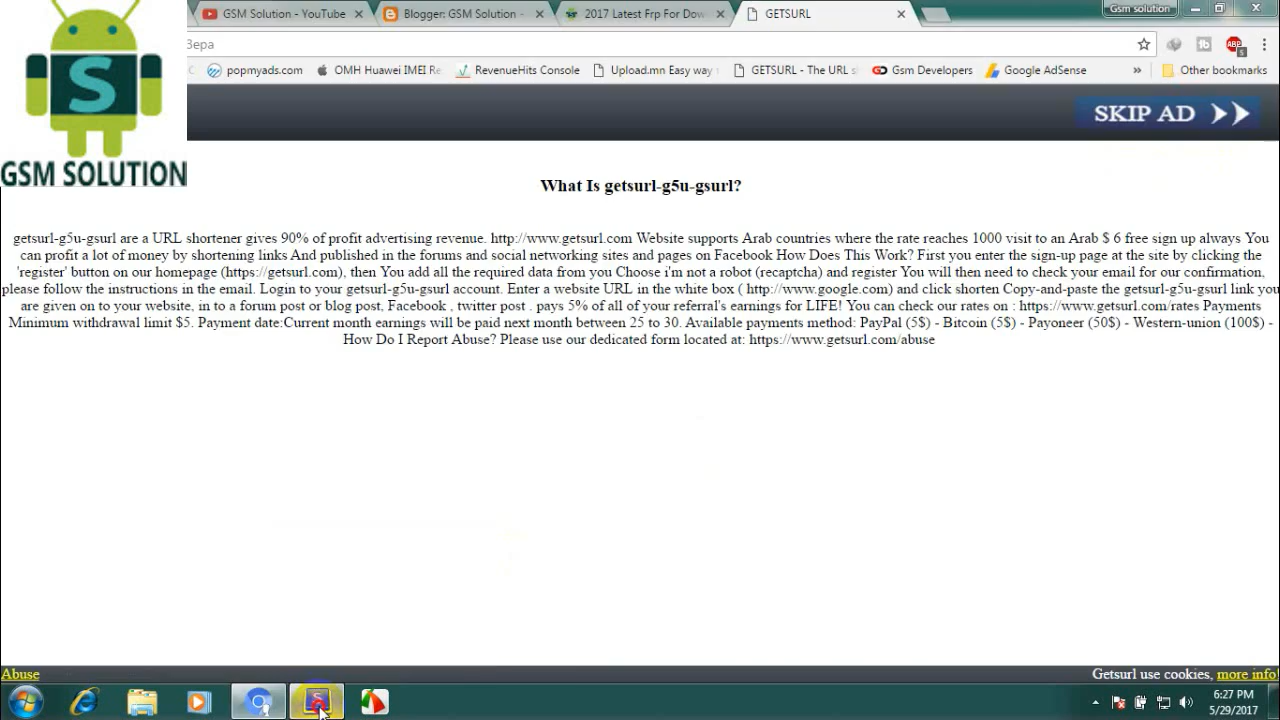 GSM Solution - YouTube
Blogger: GSM Solution -
2017 Latest Frp For Dow
GETSURL
Gsm solution
3epa
popmyads.com
OMH Huawei IMEI Re
RevenueHits Console
Upload.mn Easy way
GETSURL - The URL s
Gsm Developers
Google AdSense
»
Other bookmarks
S
GSM SOLUTION
SKIP AD
What Is getsurl-g5u-gsurl?
getsurl-g5u-gsurl are a URL shortener gives 90% of profit advertising revenue. http://www.getsurl.com Website supports Arab countries where the rate reaches 1000 visit to an Arab $ 6 free sign up always You
can profit a lot of money by shortening links And published in the forums and social networking sites and pages on Facebook How Does This Work? First you enter the sign-up page at the site by clicking the
'register' button on our homepage (https://getsurl.com), then You add all the required data from you Choose i'm not a robot (recaptcha) and register You will then need to check your email for our confirmation,
please follow the instructions in the email. Login to your getsurl-g5u-gsurl account. Enter a website URL in the white box ( http://www.google.com) and click shorten Copy-and-paste the getsurl-g5u-gsurl link you
are given on to your website, in to a forum post or blog post, Facebook , twitter post . pays 5% of all of your referral's earnings for LIFE! You can check our rates on : https://www.getsurl.com/rates Payments
Minimum withdrawal limit $5. Payment date:Current month earnings will be paid next month between 25 to 30. Available payments method: PayPal (5$) - Bitcoin (5$) - Payoneer (50$) - Western-union (100$) -
How Do I Report Abuse? Please use our dedicated form located at: https://www.getsurl.com/abuse
Abuse
Getsurl use cookies, more info!
6:27 PM
5/29/2017